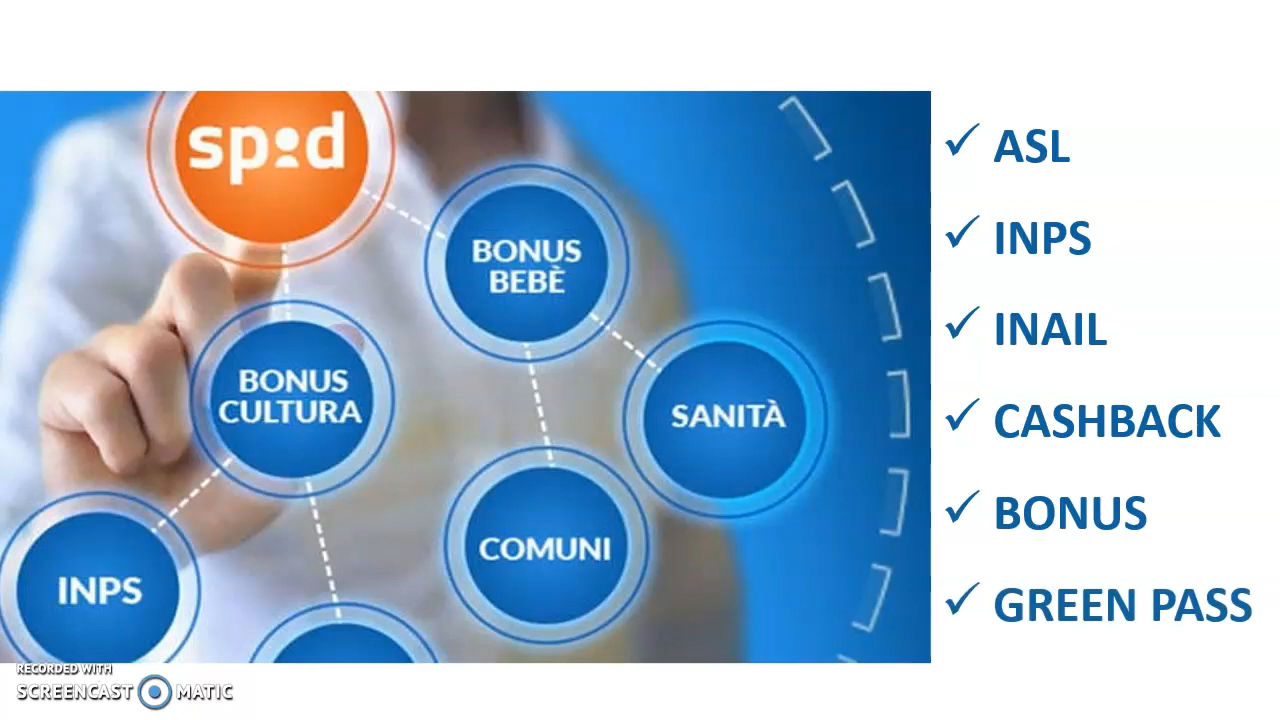 spid
BONUS
BEBÈ
BONUS
CULTURA
SANITÀ
COMUNI
INPS
ASL
INPS
INAIL
CASHBACK
BONUS
GREEN PASS
RECORDED WITH
SCREENCAST MATIC